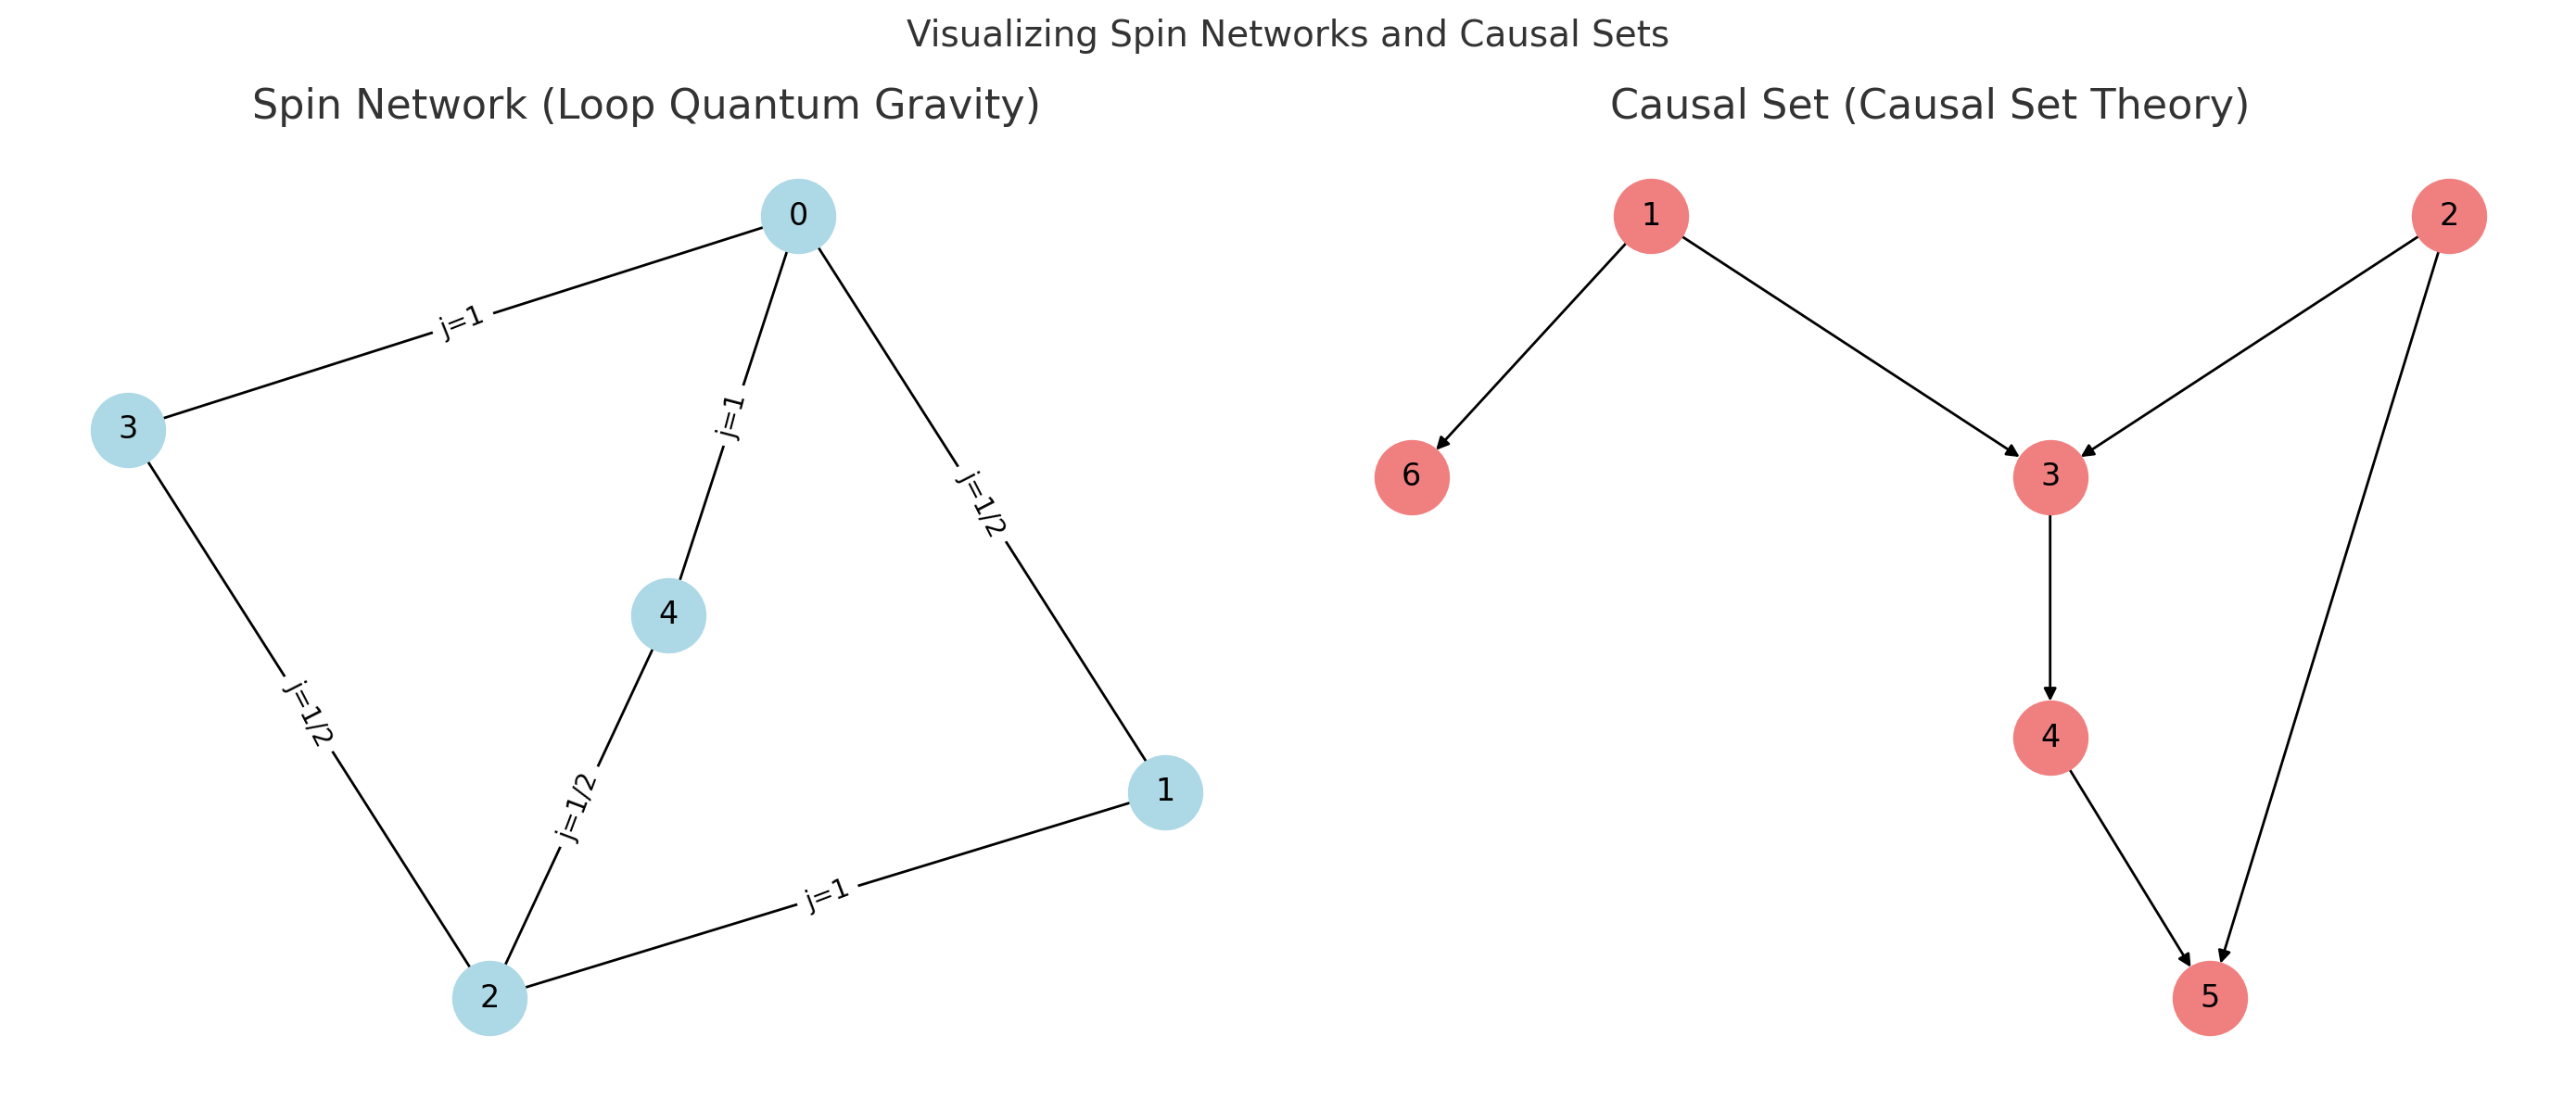 Visualizing Spin Networks and Causal Sets
Spin Network (Loop Quantum Gravity)
0
j=1
j=1
3
j=1/2
4
j=1/2
j=1/2
1
j=1
2
Causal Set (Causal Set Theory)
1
2
6
3
4
5